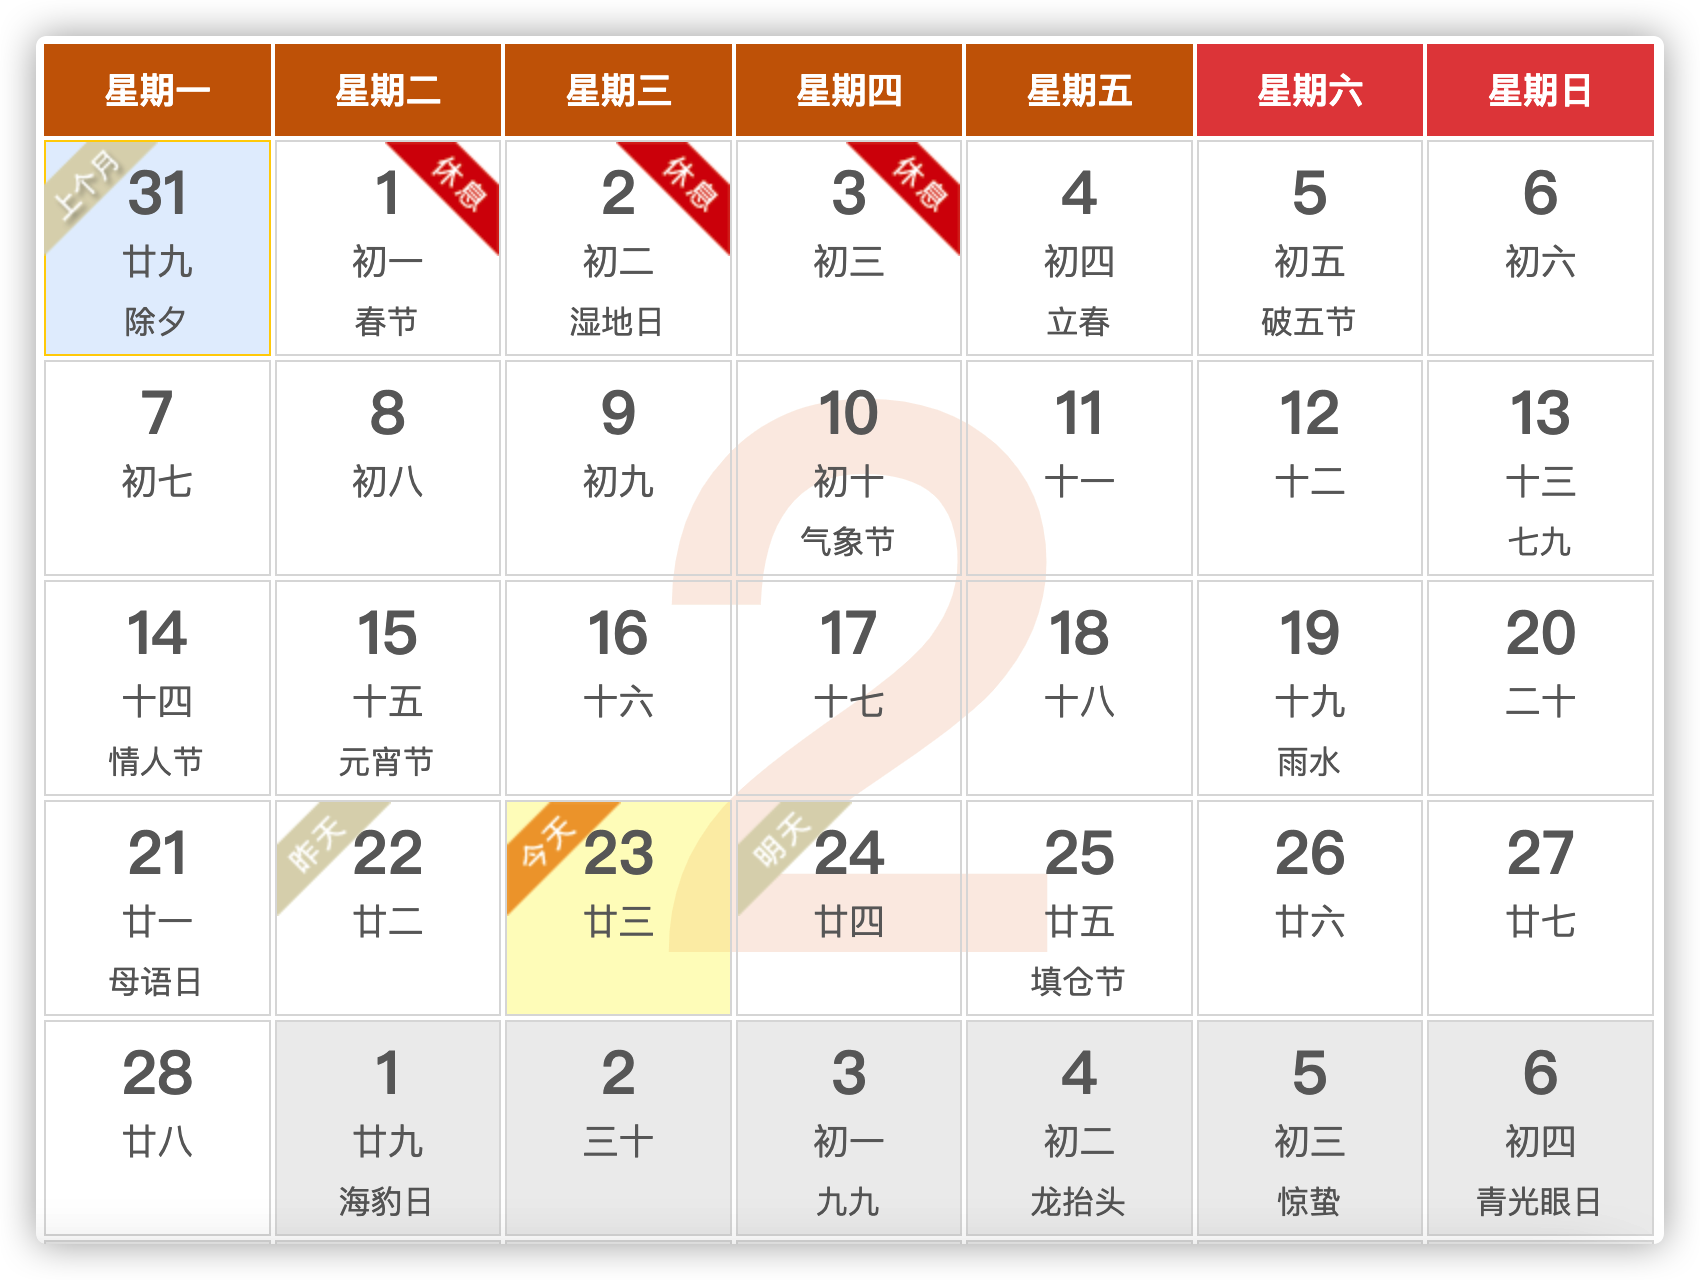 星期一 星期二 星期三 星期四 星期五 星期六 星期日
上个月 31 1 休息 2 休息 3 休息 4 5 6
廿九 初一 初二 初三 初四 初五 初六
除夕 春节 湿地日 立春 破五节
7 8 9 10 11 12 13
初七 初八 初九 初十 十一 十二 十三
气象节 七九
2
14 15 16 17 18 19 20
十四 十五 十六 十七 十八 十九 二十
情人节 元宵节 雨水
21 昨天 22 今天 23 明天 24 25 26 27
廿一 廿二 廿三 廿四 廿五 廿六 廿七
母语日 填仓节
28 1 2 3 4 5 6
廿八 廿九 三十 初一 初二 初三 初四
海豹日 九九 龙抬头 惊蛰 青光眼日